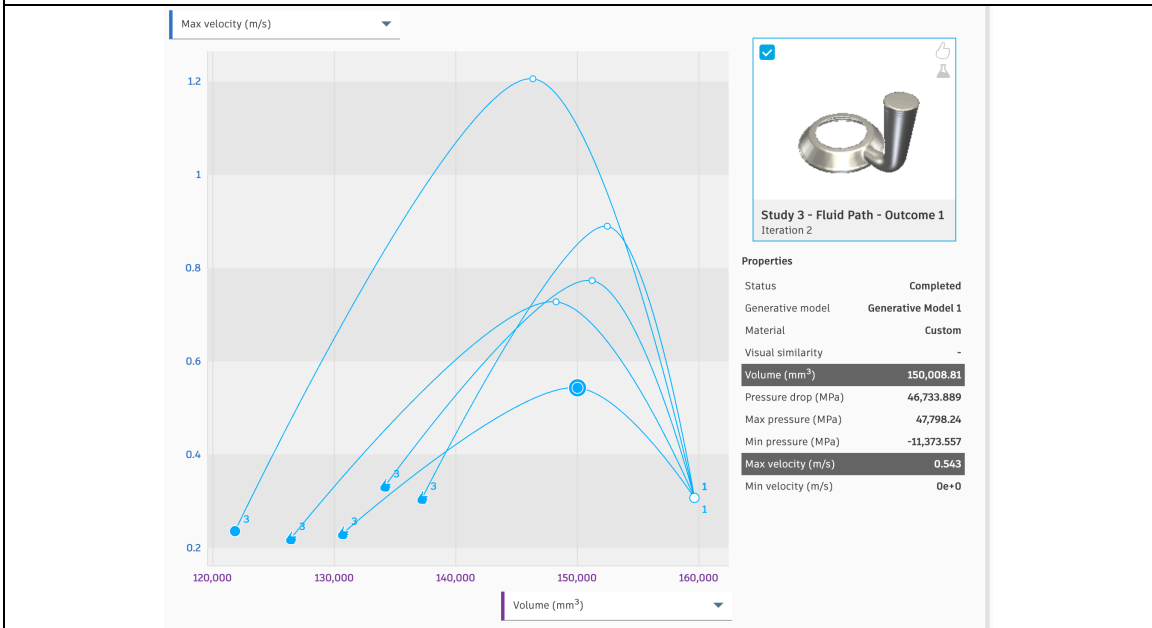 Max velocity (m/s)
1.2
1
0.8
0.6
0.4
0.2
3
3
3
3
3
1
1
120,000
130,000
140,000
150,000
160,000
Volume (mm³)
Study 3 - Fluid Path - Outcome 1
Iteration 2
Properties
Status Completed
Generative model Generative Model 1
Material Custom
Visual similarity -
Volume (mm³) 150,008.81
Pressure drop (MPa) 46,733.889
Max pressure (MPa) 47,798.24
Min pressure (MPa) -11,373.557
Max velocity (m/s) 0.543
Min velocity (m/s) 0e+0